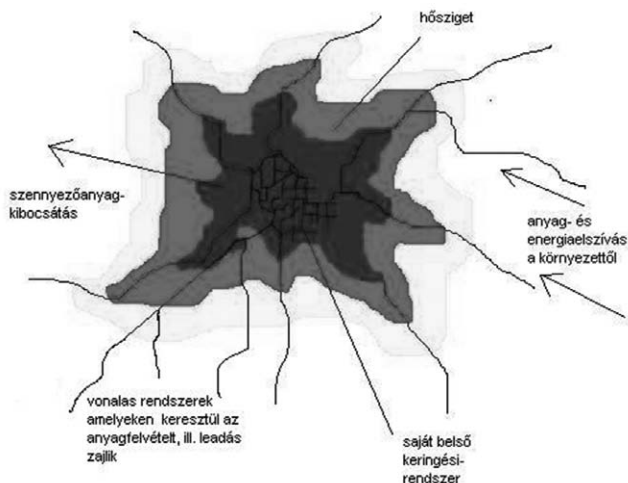 hősziget
szennyezőanyag-
kibocsátás
anyag- és
energiaelszívás
a környezettől
vonalas rendszerek
amelyeken keresztül az
anyagfelvételt, ill. leadás
zajlik
saját belső
keringési-
rendszer